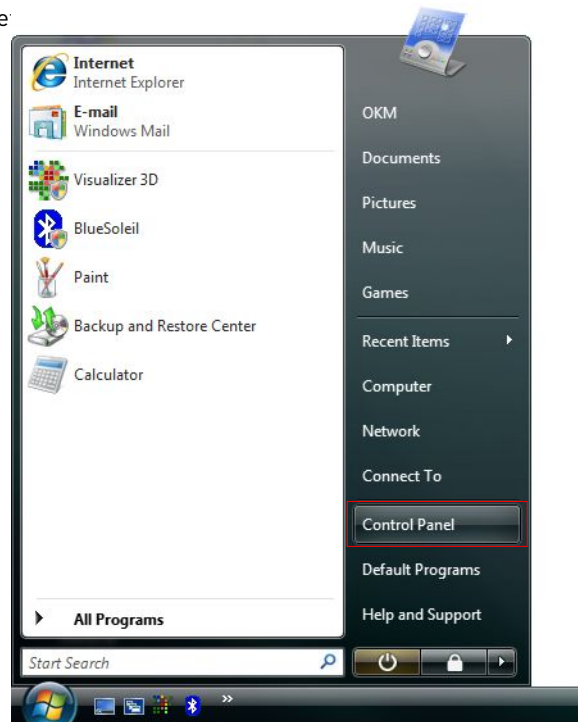 Internet
Internet Explorer
E-mail
Windows Mail
Visualizer 3D
BlueSoleil
Paint
Backup and Restore Center
Calculator
All Programs
Start Search
OKM
Documents
Pictures
Music
Games
Recent Items
Computer
Network
Connect To
Control Panel
Default Programs
Help and Support